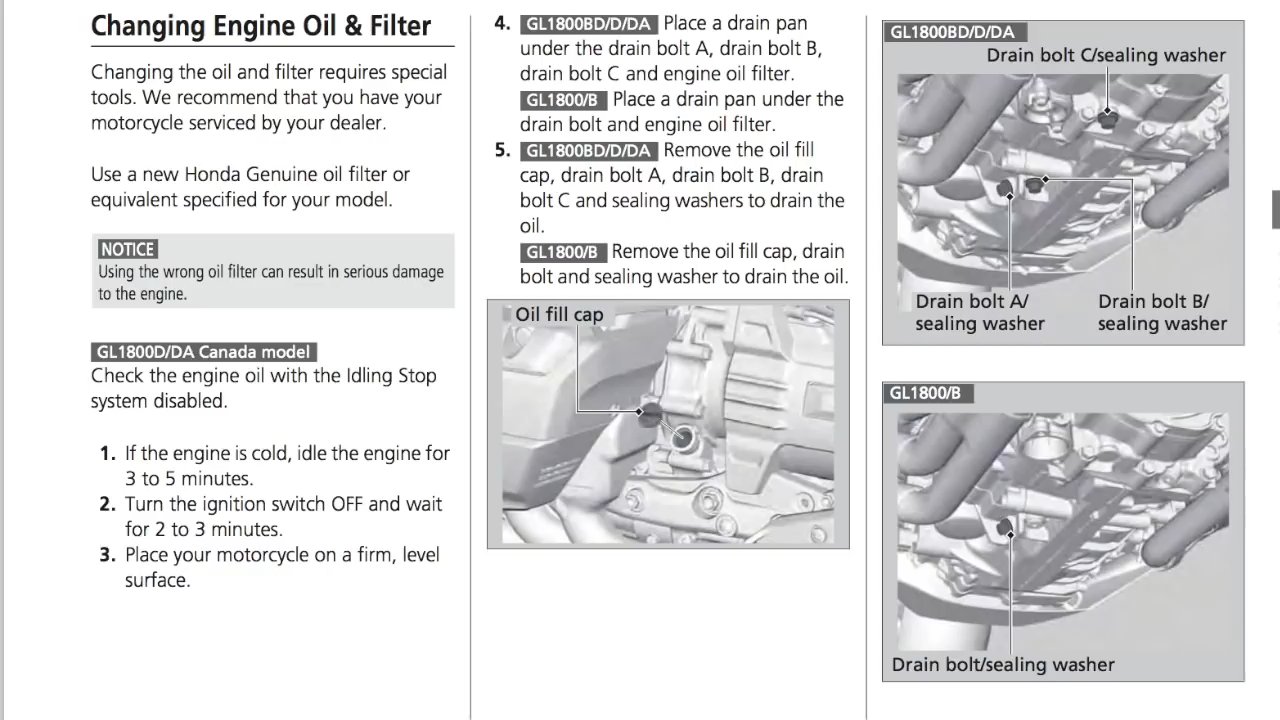 Changing Engine Oil & Filter
Changing the oil and filter requires special
tools. We recommend that you have your
motorcycle serviced by your dealer.
Use a new Honda Genuine oil filter or
equivalent specified for your model.
NOTICE
Using the wrong oil filter can result in serious damage
to the engine.
GL1800D/DA Canada model
Check the engine oil with the Idling Stop
system disabled.
1. If the engine is cold, idle the engine for
3 to 5 minutes.
2. Turn the ignition switch OFF and wait
for 2 to 3 minutes.
3. Place your motorcycle on a firm, level
surface.
4. GL1800BD/D/DA Place a drain pan
under the drain bolt A, drain bolt B,
drain bolt C and engine oil filter.
GL1800/B Place a drain pan under the
drain bolt and engine oil filter.
5. GL1800BD/D/DA Remove the oil fill
cap, drain bolt A, drain bolt B, drain
bolt C and sealing washers to drain the
oil.
GL1800/B Remove the oil fill cap, drain
bolt and sealing washer to drain the oil.
Oil fill cap
GL1800BD/D/DA
Drain bolt C/sealing washer
Drain bolt A/
sealing washer
Drain bolt B/
sealing washer
GL1800/B
Drain bolt/sealing washer